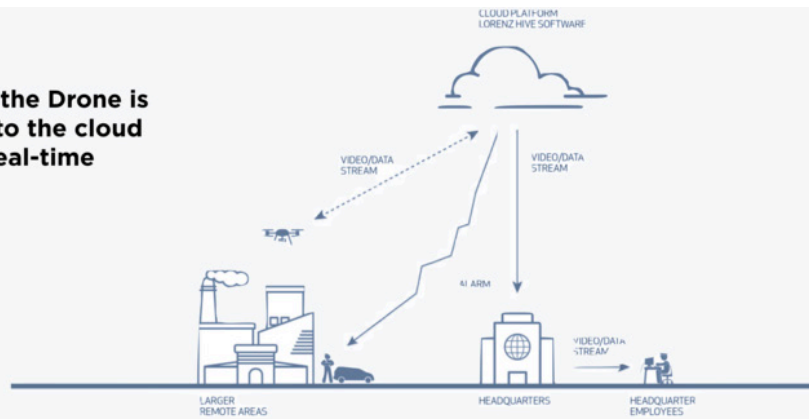 CLOUD PLATFORM
LORENZ HIVE SOFTWARE
the Drone is
to the cloud
eal-time
VIDEO/DATA
STREAM
VIDEO/DATA
STREAM
ALARM
VIDEO/DATA
STREAM
LARGER
REMOTE AREAS
HEADQUARTERS
HEADQUARTER
EMPLOYEES